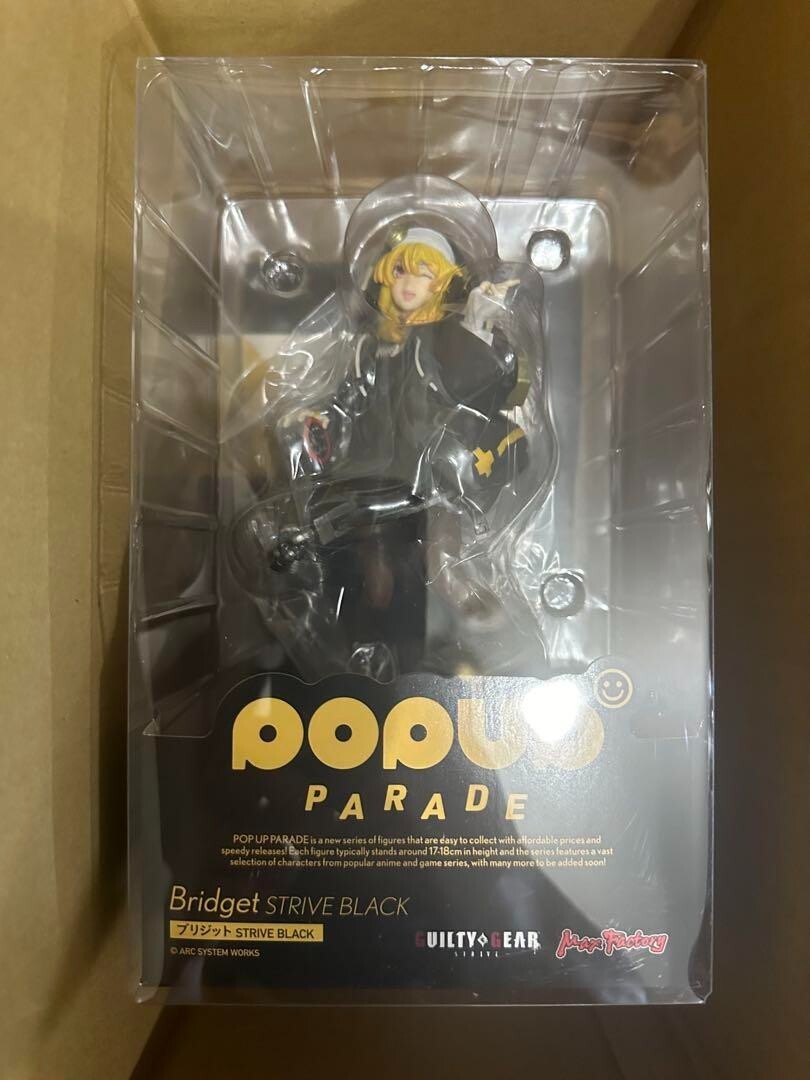 POPUP
PARADE
POP UP PARADE is a new series of figures that are easy to collect with affordable prices and
speedy releases! Each figure typically stands around 17-18cm in height and the series features a vast
selection of characters from popular anime and game series, with many more to be added soon!
Bridget STRIVE BLACK
ブリジット STRIVE BLACK
© ARC SYSTEM WORKS
GUILTY GEAR
STRIVE
Max Factory